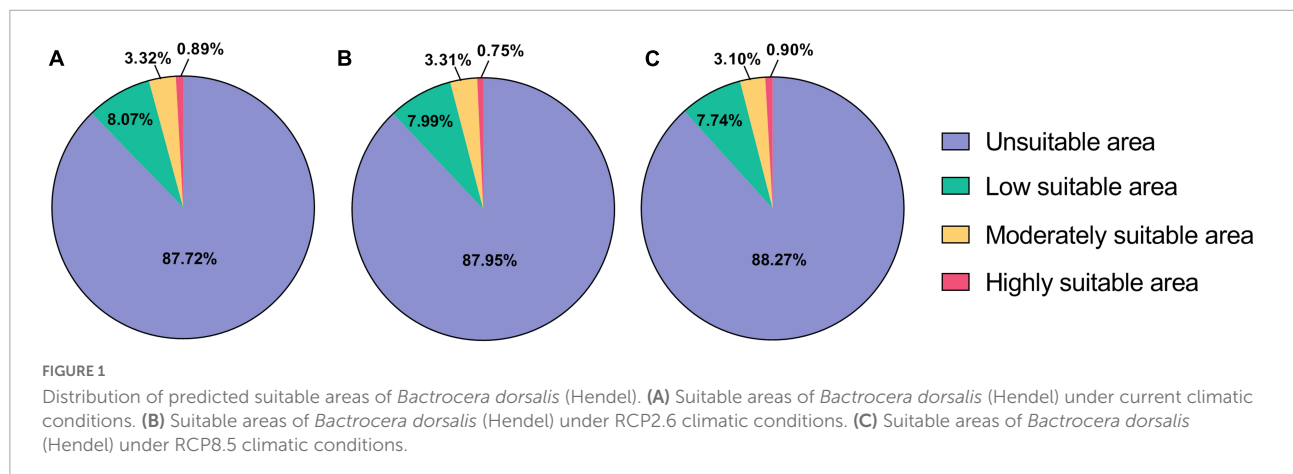 A
3.32%
0.89%
8.07%
87.72%
B
3.31%
0.75%
7.99%
87.95%
C
3.10%
0.90%
7.74%
88.27%
Unsuitable area
Low suitable area
Moderately suitable area
Highly suitable area
FIGURE 1
Distribution of predicted suitable areas of Bactrocera dorsalis (Hendel). (A) Suitable areas of Bactrocera dorsalis (Hendel) under current climatic
conditions. (B) Suitable areas of Bactrocera dorsalis (Hendel) under RCP2.6 climatic conditions. (C) Suitable areas of Bactrocera dorsalis
(Hendel) under RCP8.5 climatic conditions.